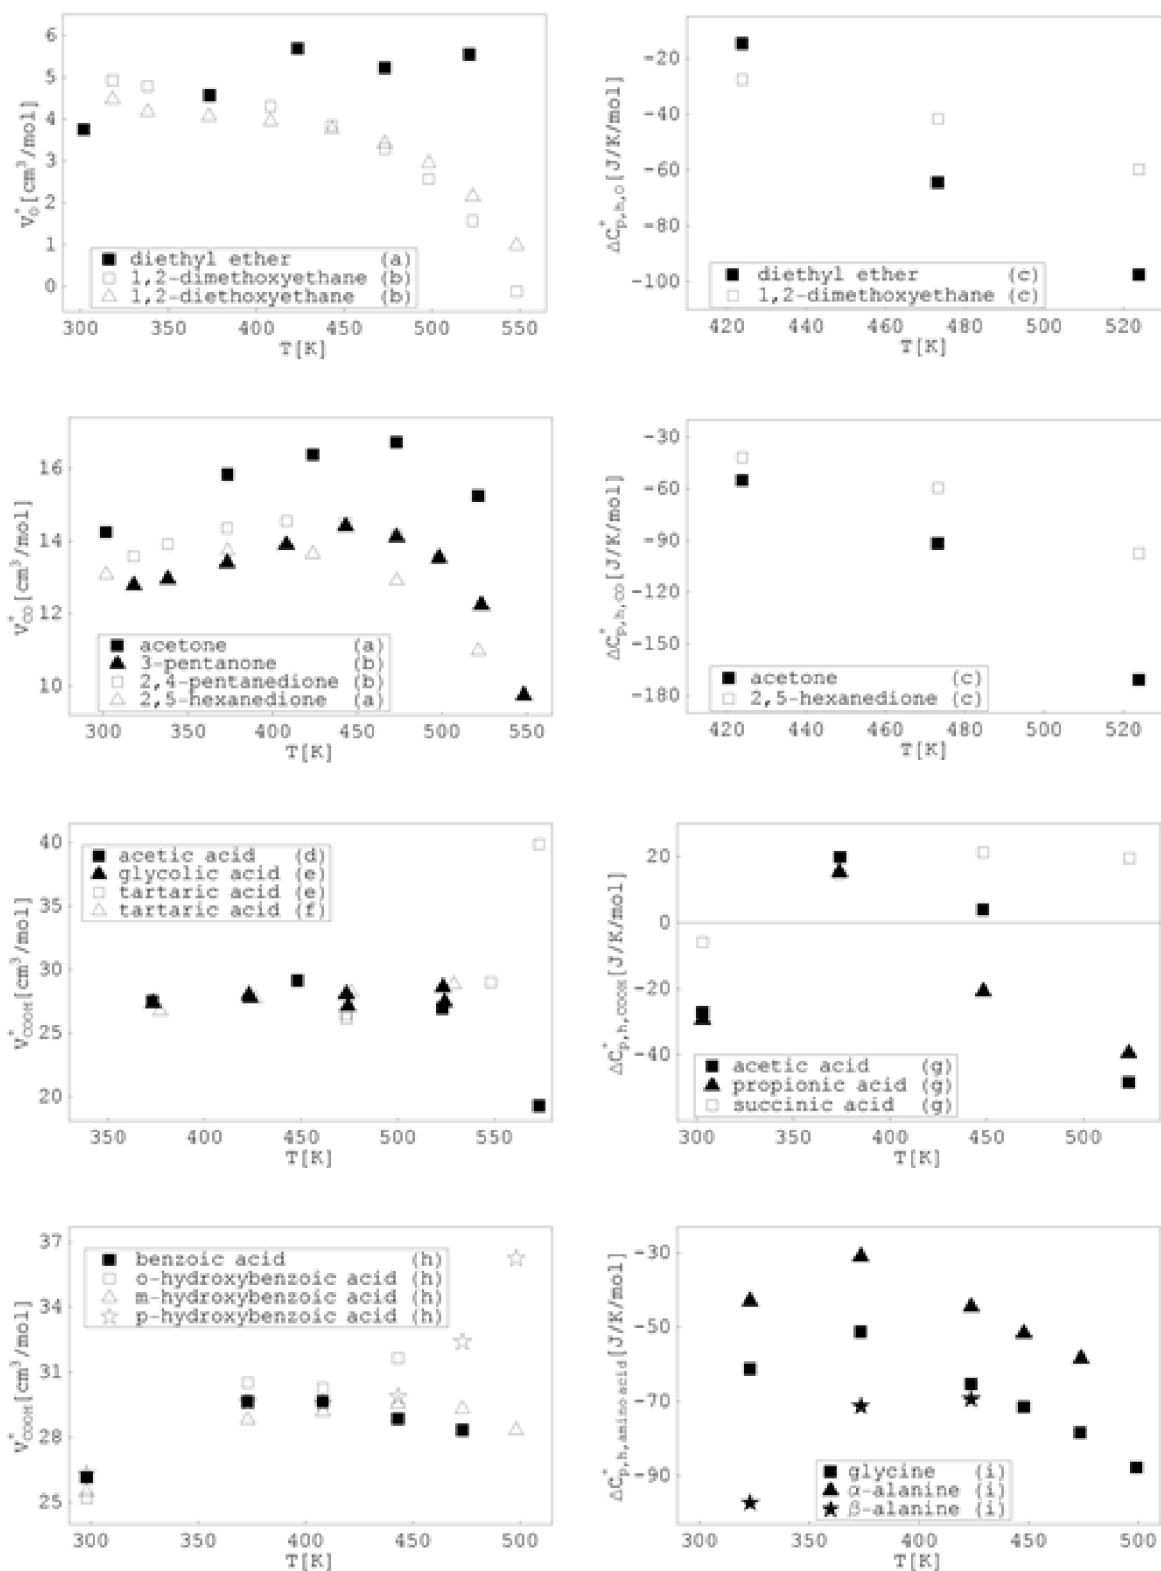 6
5
4
3
2
1
0
V*O [cm3/mol]
diethyl ether (a)
1,2-dimethoxyethane (b)
1,2-diethoxyethane (b)
300 350 400 450 500 550
T[K]
-20
-40
-60
-80
-100
ΔC*p,h,O [J/K/mol]
diethyl ether (c)
1,2-dimethoxyethane (c)
420 440 460 480 500 520
T[K]
16
14
12
10
V*CO [cm3/mol]
acetone (a)
3-pentanone (b)
2,4-pentanedione (b)
2,5-hexanedione (a)
300 350 400 450 500 550
T[K]
-30
-60
-90
-120
-150
-180
ΔC*p,h,CO [J/K/mol]
acetone (c)
2,5-hexanedione (c)
420 440 460 480 500 520
T[K]
40
35
30
25
20
V*COOH [cm3/mol]
acetic acid (d)
glycolic acid (e)
tartaric acid (e)
tartaric acid (f)
350 400 450 500 550
T[K]
20
0
-20
-40
ΔC*p,h,COOH [J/K/mol]
acetic acid (g)
propionic acid (g)
succinic acid (g)
300 350 400 450 500
T[K]
37
34
31
28
25
V*COOH [cm3/mol]
benzoic acid (h)
o-hydroxybenzoic acid (h)
m-hydroxybenzoic acid (h)
p-hydroxybenzoic acid (h)
300 350 400 450 500
T[K]
-30
-50
-70
-90
ΔC*p,h,amino acid [J/K/mol]
glycine (i)
α-alanine (i)
β-alanine (i)
300 350 400 450 500
T[K]